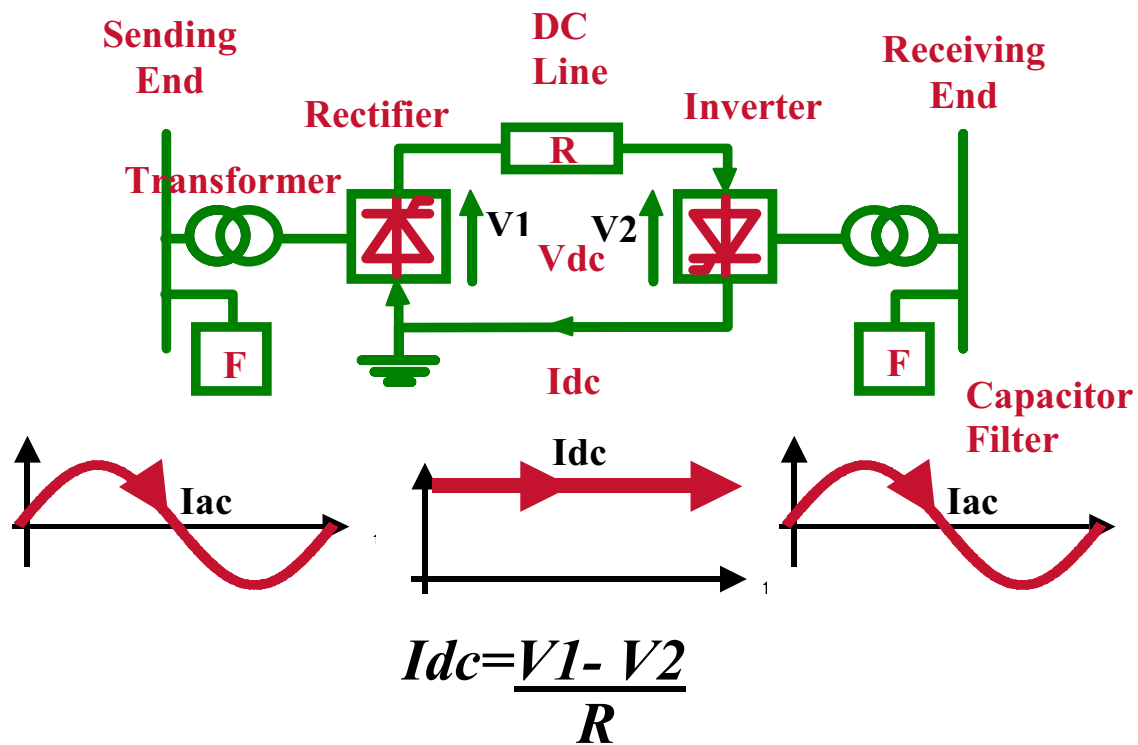 Sending
End
DC
Line
Receiving
End
Rectifier
Inverter
Transformer
R
V1
V2
Vdc
F
F
Idc
Capacitor
Filter
Iac
Idc
Iac
Idc=V1- V2
R